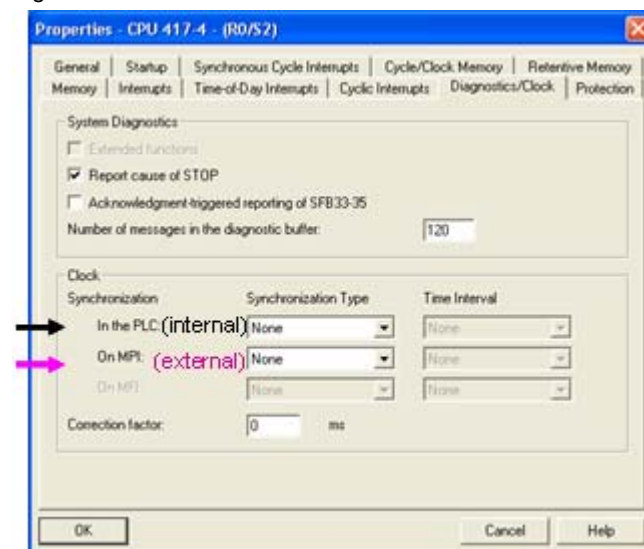 Properties - CPU 417-4 - (R0/S2)
General Startup Synchronous Cycle Interrupts Cycle/Clock Memory Retentive Memory
Memory Interrupts Time-of-Day Interrupts Cyclic Interrupts Diagnostics/Clock Protection
System Diagnostics
Extended functions
Report cause of STOP
Acknowledgment-triggered reporting of SFB33-35
Number of messages in the diagnostic buffer: 120
Clock
Synchronization Synchronization Type Time Interval
In the PLC: (internal) None None
On MPI: (external) None None
On MFI: None None
Correction factor: 0 ms
OK Cancel Help